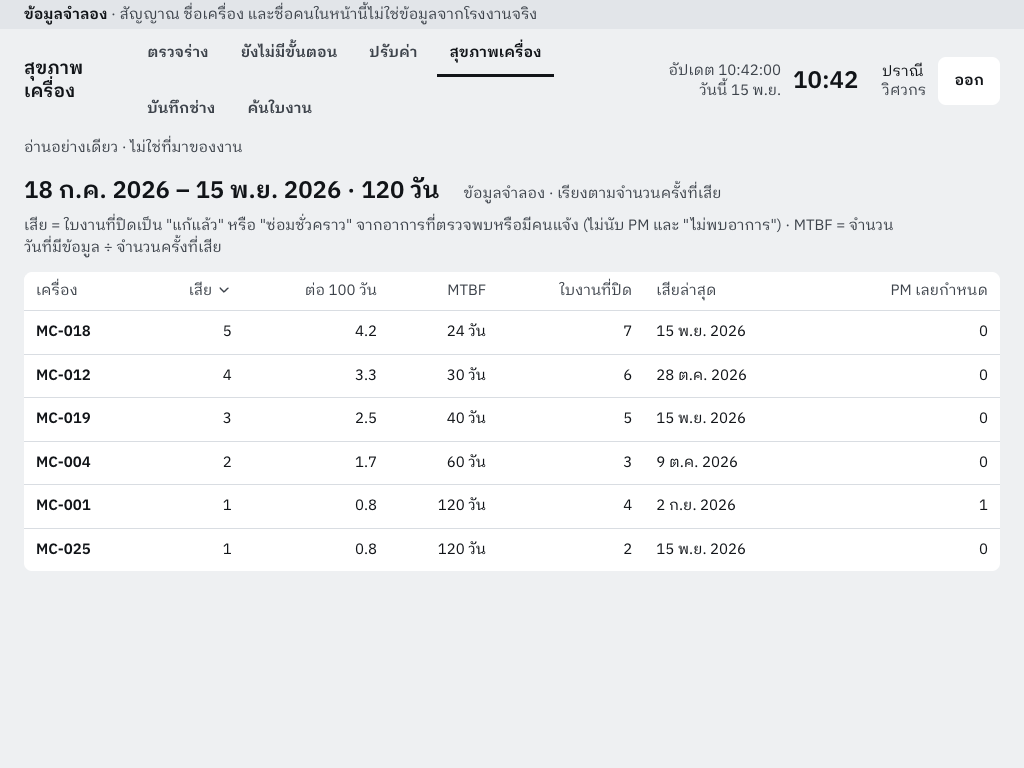 ข้อมูลจำลอง · สัญญาณ ชื่อเครื่อง และชื่อคนในหน้านี้ไม่ใช่ข้อมูลจากโรงงานจริง
สุขภาพ
เครื่อง
ตรวจร่าง ยังไม่มีขั้นตอน ปรับค่า สุขภาพเครื่อง
บันทึกช่าง ค้นใบงาน
อัปเดต 10:42:00
วันนี้ 15 พ.ย.
10:42
ปราณี
วิศวกร
ออก
อ่านอย่างเดียว · ไม่ใช่ที่มาของงาน
18 ก.ค. 2026 – 15 พ.ย. 2026 · 120 วัน ข้อมูลจำลอง · เรียงตามจำนวนครั้งที่เสีย
เสีย = ใบงานที่ปิดเป็น "แก้แล้ว" หรือ "ซ่อมชั่วคราว" จากอาการที่ตรวจพบหรือมีคนแจ้ง (ไม่นับ PM และ "ไม่พบอาการ") · MTBF = จำนวน
วันที่มีข้อมูล ÷ จำนวนครั้งที่เสีย
เครื่อง เสีย ต่อ 100 วัน MTBF ใบงานที่ปิด เสียล่าสุด PM เลยกำหนด
MC-018 5 4.2 24 วัน 7 15 พ.ย. 2026 0
MC-012 4 3.3 30 วัน 6 28 ต.ค. 2026 0
MC-019 3 2.5 40 วัน 5 15 พ.ย. 2026 0
MC-004 2 1.7 60 วัน 3 9 ต.ค. 2026 0
MC-001 1 0.8 120 วัน 4 2 ก.ย. 2026 1
MC-025 1 0.8 120 วัน 2 15 พ.ย. 2026 0